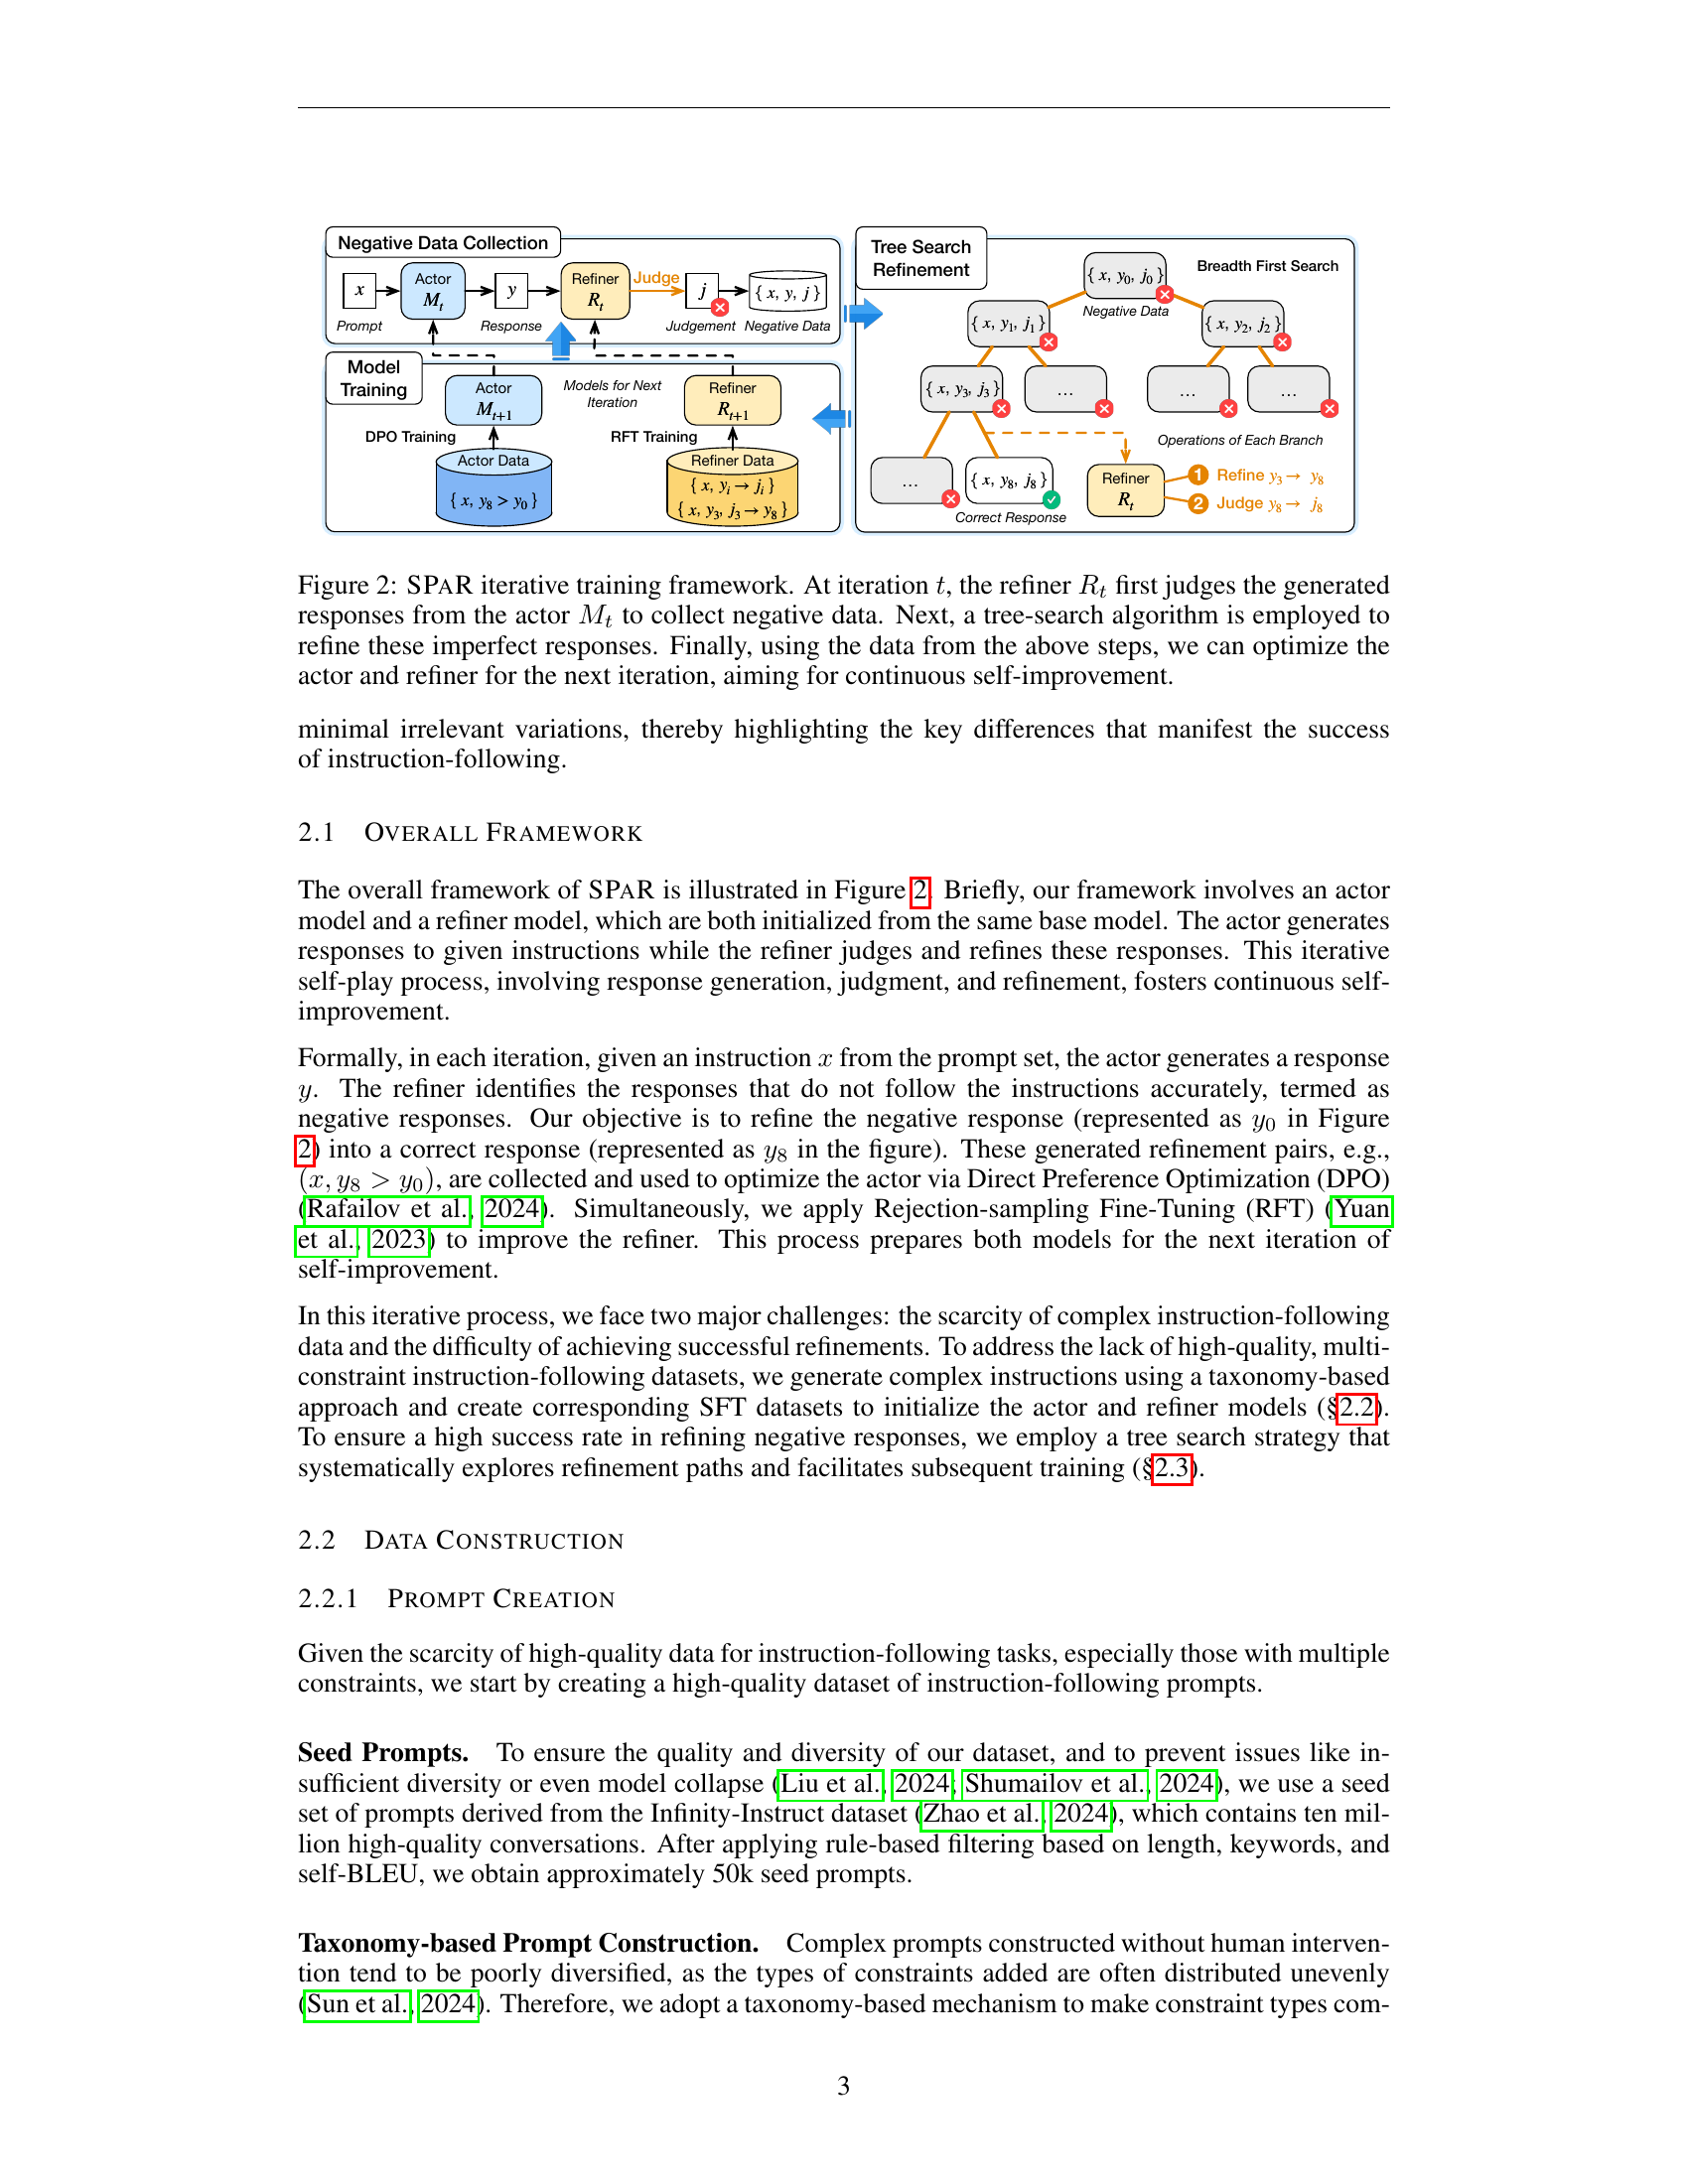 Negative Data Collection
x
Actor
M_t
y
Refiner
R_t
Judge
j
{ x, y, j }
Prompt
Response
Judgement
Negative Data
Model
Training
Actor
M_{t+1}
Models for Next
Iteration
Refiner
R_{t+1}
DPO Training
RFT Training
Actor Data
{ x, y_8 > y_0 }
Refiner Data
{ x, y_i → j_i }
{ x, y_3, j_3 → y_8 }
Tree Search
Refinement
Breadth First Search
{ x, y_0, j_0 }
Negative Data
{ x, y_1, j_1 }
{ x, y_2, j_2 }
{ x, y_3, j_3 }
...
...
...
Operations of Each Branch
...
{ x, y_8, j_8 }
Correct Response
Refiner
R_t
1 Refine y_3 → y_8
2 Judge y_8 → j_8
Figure 2: SPAR iterative training framework. At iteration t, the refiner R_t first judges the generated
responses from the actor M_t to collect negative data. Next, a tree-search algorithm is employed to
refine these imperfect responses. Finally, using the data from the above steps, we can optimize the
actor and refiner for the next iteration, aiming for continuous self-improvement.
minimal irrelevant variations, thereby highlighting the key differences that manifest the success
of instruction-following.
2.1 OVERALL FRAMEWORK
The overall framework of SPAR is illustrated in Figure 2. Briefly, our framework involves an actor
model and a refiner model, which are both initialized from the same base model. The actor generates
responses to given instructions while the refiner judges and refines these responses. This iterative
self-play process, involving response generation, judgment, and refinement, fosters continuous self-
improvement.
Formally, in each iteration, given an instruction x from the prompt set, the actor generates a response
y. The refiner identifies the responses that do not follow the instructions accurately, termed as
negative responses. Our objective is to refine the negative response (represented as y_0 in Figure
2) into a correct response (represented as y_8 in the figure). These generated refinement pairs, e.g.,
(x, y_8 > y_0), are collected and used to optimize the actor via Direct Preference Optimization (DPO)
(Rafailov et al., 2024). Simultaneously, we apply Rejection-sampling Fine-Tuning (RFT) (Yuan
et al., 2023) to improve the refiner. This process prepares both models for the next iteration of
self-improvement.
In this iterative process, we face two major challenges: the scarcity of complex instruction-following
data and the difficulty of achieving successful refinements. To address the lack of high-quality, multi-
constraint instruction-following datasets, we generate complex instructions using a taxonomy-based
approach and create corresponding SFT datasets to initialize the actor and refiner models (§2.2).
To ensure a high success rate in refining negative responses, we employ a tree search strategy that
systematically explores refinement paths and facilitates subsequent training (§2.3).
2.2 DATA CONSTRUCTION
2.2.1 PROMPT CREATION
Given the scarcity of high-quality data for instruction-following tasks, especially those with multiple
constraints, we start by creating a high-quality dataset of instruction-following prompts.
Seed Prompts. To ensure the quality and diversity of our dataset, and to prevent issues like in-
sufficient diversity or even model collapse (Liu et al., 2024; Shumailov et al., 2024), we use a seed
set of prompts derived from the Infinity-Instruct dataset (Zhao et al., 2024), which contains ten mil-
lion high-quality conversations. After applying rule-based filtering based on length, keywords, and
self-BLEU, we obtain approximately 50k seed prompts.
Taxonomy-based Prompt Construction. Complex prompts constructed without human interven-
tion tend to be poorly diversified, as the types of constraints added are often distributed unevenly
(Sun et al., 2024). Therefore, we adopt a taxonomy-based mechanism to make constraint types com-
3